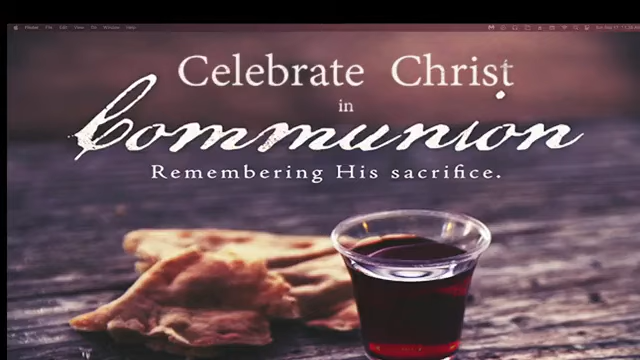 Celebrate Christ
in
Communion
Remembering His sacrifice.